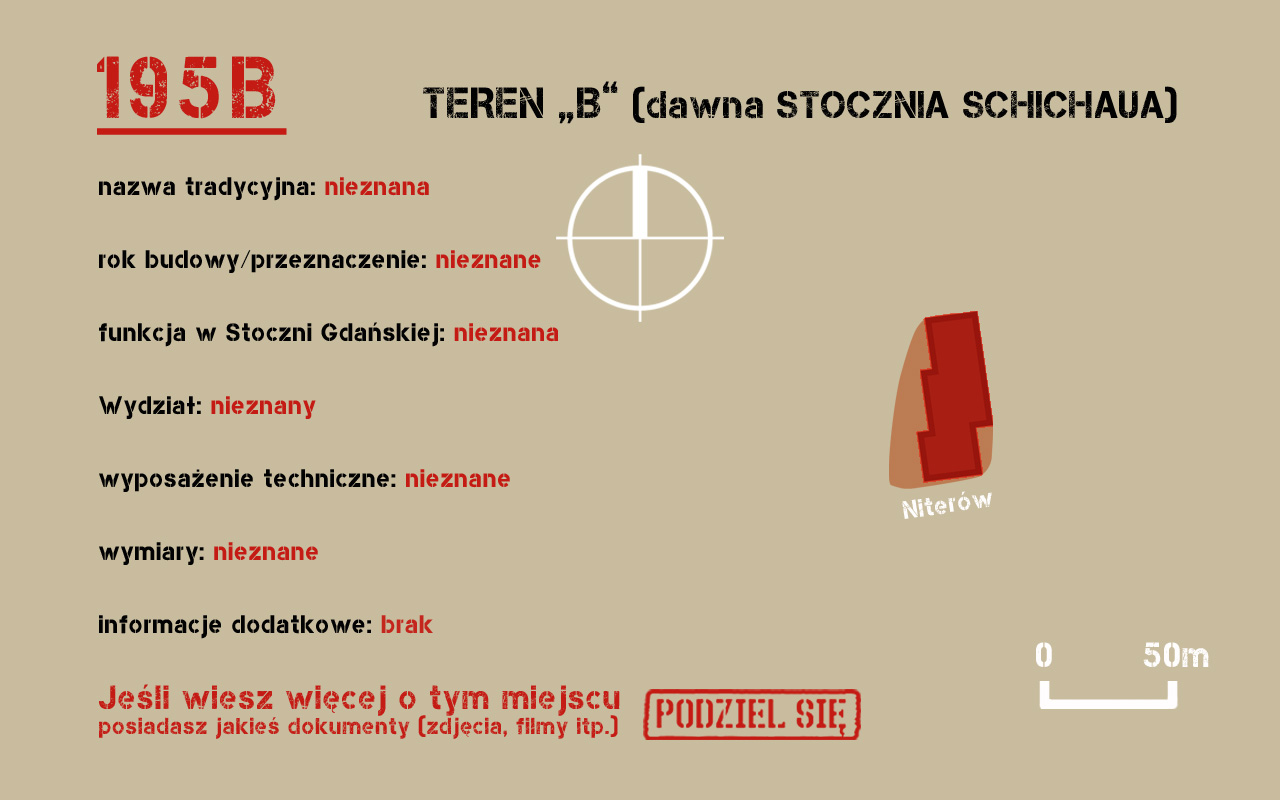 195B
TEREN „B“ (dawna STOCZNIA SCHICHAUA)
nazwa tradycyjna: nieznana
rok budowy/przeznaczenie: nieznane
funkcja w Stoczni Gdańskiej: nieznana
Wydział: nieznany
wyposażenie techniczne: nieznane
wymiary: nieznane
informacje dodatkowe: brak
Niterów
0 50m
Jeśli wiesz więcej o tym miejscu
posiadasz jakieś dokumenty (zdjęcia, filmy itp.)
PODZIEL SIĘ